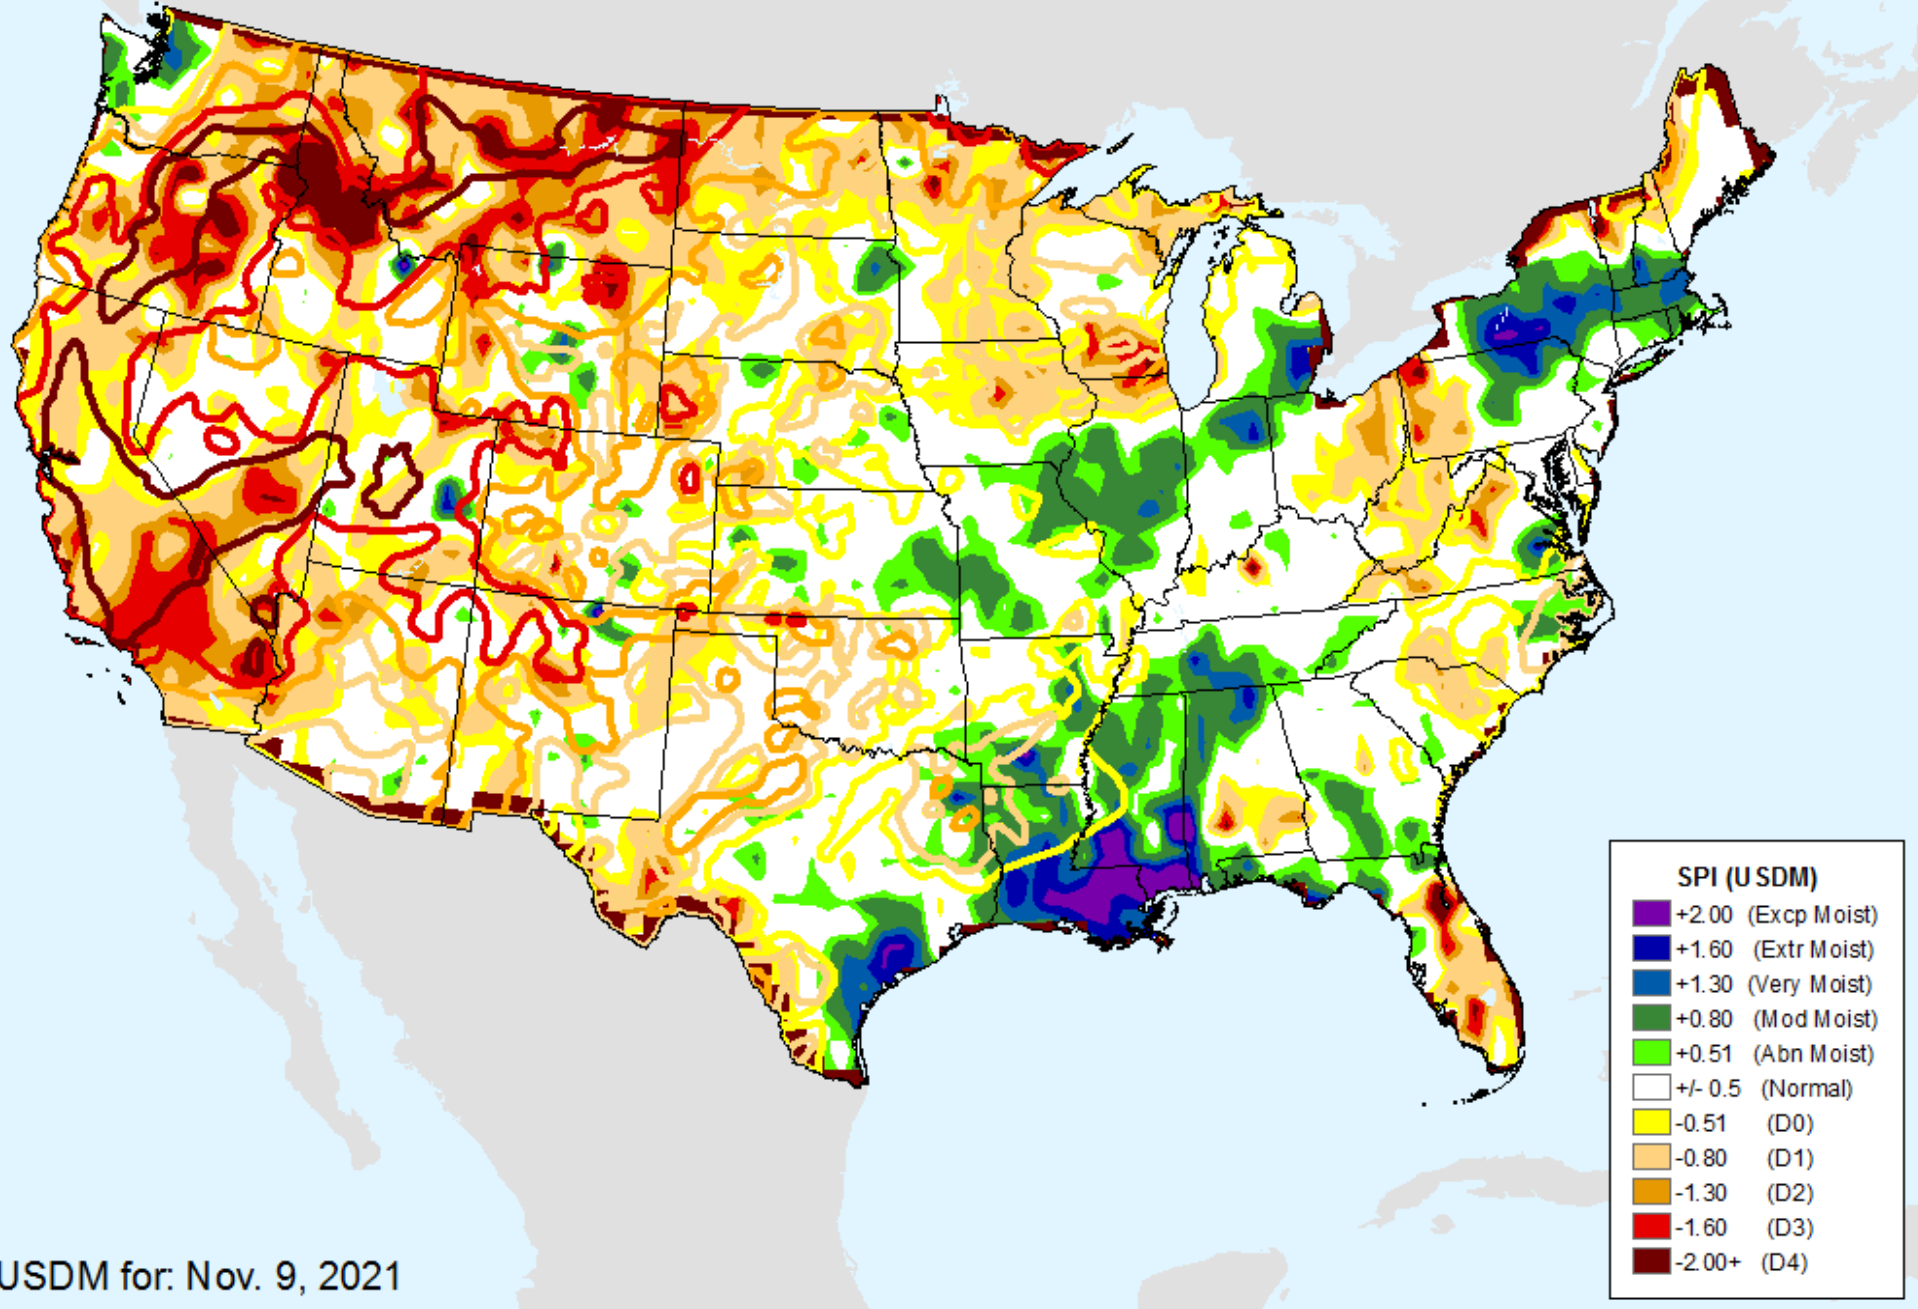 SPI (USDM)
+2.00 (Excp Moist)
+1.60 (Extr Moist)
+1.30 (Very Moist)
+0.80 (Mod Moist)
+0.51 (Abn Moist)
+/- 0.5 (Normal)
-0.51 (D0)
-0.80 (D1)
-1.30 (D2)
-1.60 (D3)
-2.00+ (D4)
USDM for: Nov. 9, 2021